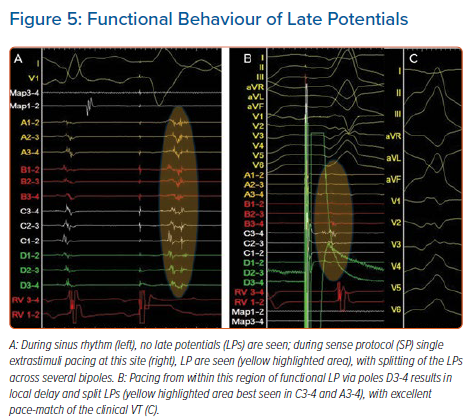 Figure 5: Functional Behaviour of Late Potentials
A
I
V1
Map3-4
Map1-2
A1-2
A2-3
A3-4
B1-2
B2-3
B3-4
C3-4
C2-3
C1-2
D1-2
D2-3
D3-4
RV 3-4
RV 1-2
B
I
II
III
aVR
aVL
aVF
V1
V2
V3
V4
V5
V6
A1-2
A2-3
A3-4
B1-2
B2-3
B3-4
C3-4
C2-3
C1-2
D1-2
D2-3
D3-4
RV 3-4
RV 1-2
Map1-2
Map3-4
C
I
II
III
aVR
aVL
aVF
V1
V2
V3
V4
V5
V6
A: During sinus rhythm (left), no late potentials (LPs) are seen; during sense protocol (SP) single
extrastimuli pacing at this site (right), LP are seen (yellow highlighted area), with splitting of the LPs
across several bipoles. B: Pacing from within this region of functional LP via poles D3-4 results in
local delay and split LPs (yellow highlighted area best seen in C3-4 and A3-4), with excellent
pace-match of the clinical VT (C).